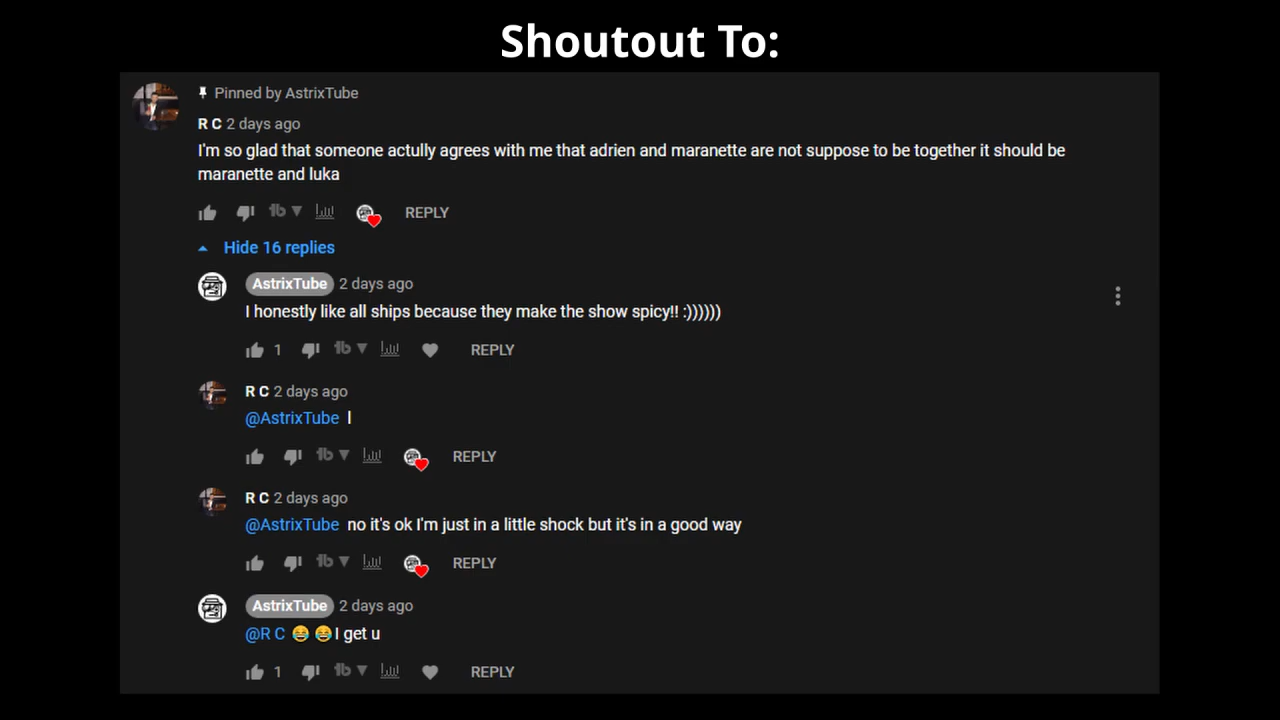 Shoutout To:
Pinned by AstrixTube
R C 2 days ago
I'm so glad that someone actully agrees with me that adrien and maranette are not suppose to be together it should be
maranette and luka
REPLY
Hide 16 replies
AstrixTube 2 days ago
I honestly like all ships because they make the show spicy!! :))))))
1 REPLY
R C 2 days ago
@AstrixTube I
REPLY
R C 2 days ago
@AstrixTube no it's ok I'm just in a little shock but it's in a good way
REPLY
AstrixTube 2 days ago
@R C 😂 😂I get u
1 REPLY